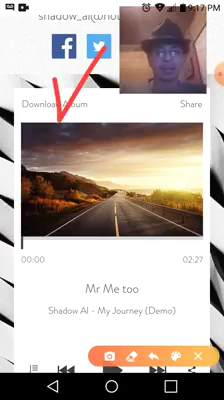 9:17 PM
shadow_al@hot
Download Album
Share
00:00
02:27
Mr Me too
Shadow Al - My Journey (Demo)